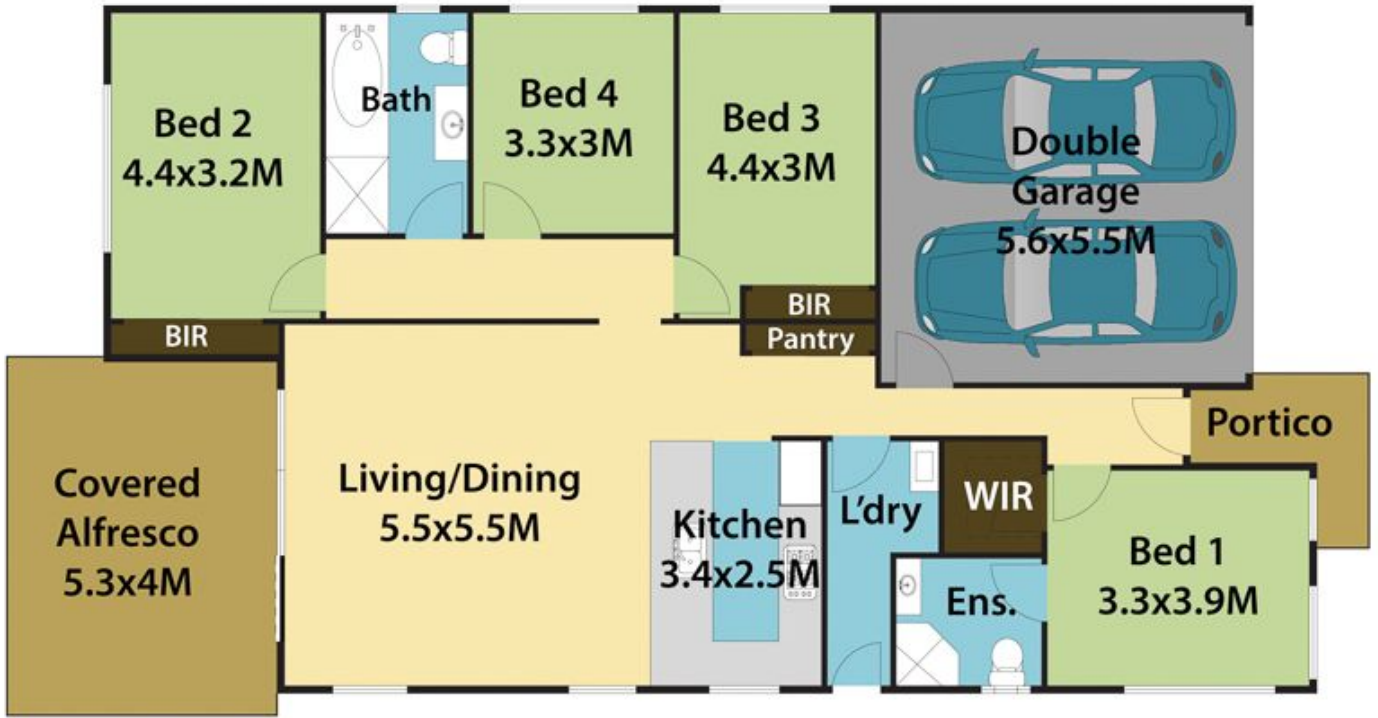 Bed 2
4.4x3.2M
Bath
Bed 4
3.3x3M
Bed 3
4.4x3M
Double
Garage
5.6x5.5M
BIR
BIR
Pantry
Portico
Covered
Alfresco
5.3x4M
Living/Dining
5.5x5.5M
Kitchen
3.4x2.5M
L'dry
WIR
Ens.
Bed 1
3.3x3.9M